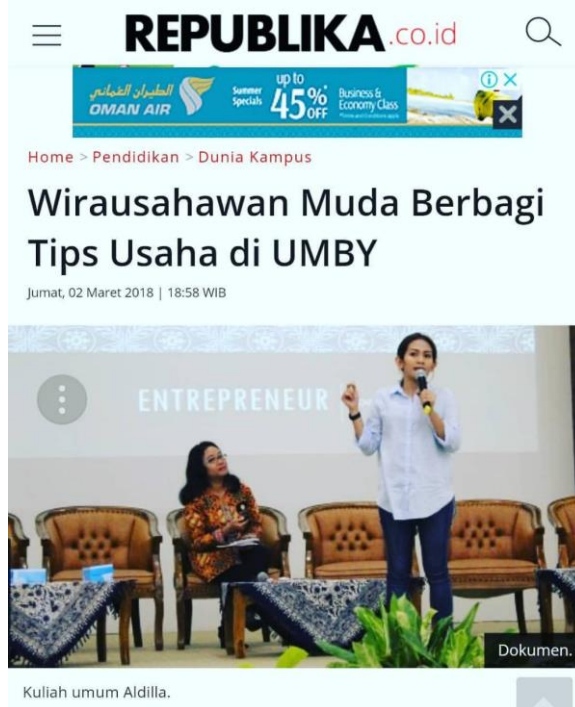 REPUBLIKA.co.id
الطيران العُماني
OMAN AIR
Summer
Specials
up to
45% OFF
Business &
Economy Class
Home > Pendidikan > Dunia Kampus
Wirausahawan Muda Berbagi
Tips Usaha di UMBY
Jumat, 02 Maret 2018 | 18:58 WIB
ENTREPRENEUR
Dokumen.
Kuliah umum Aldilla.